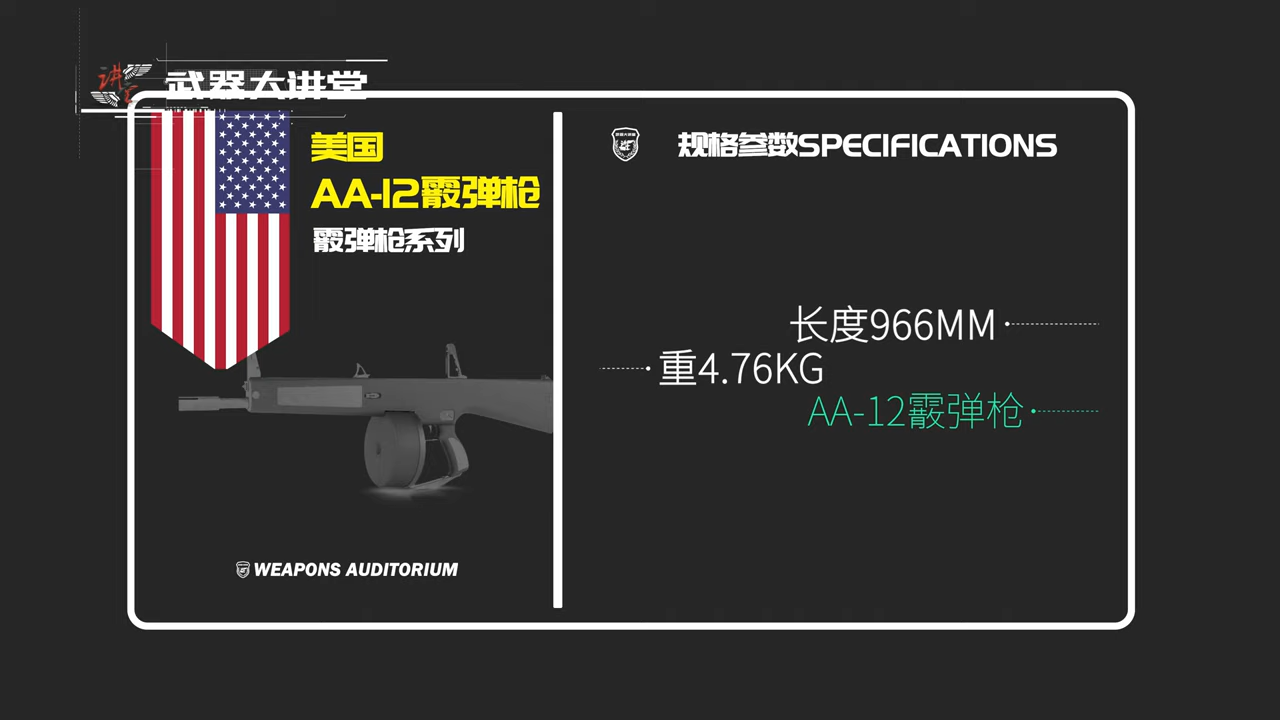 武器大讲堂
美国
AA-12霰弹枪
霰弹枪系列
WEAPONS AUDITORIUM
规格参数SPECIFICATIONS
长度966MM
重4.76KG
AA-12霰弹枪